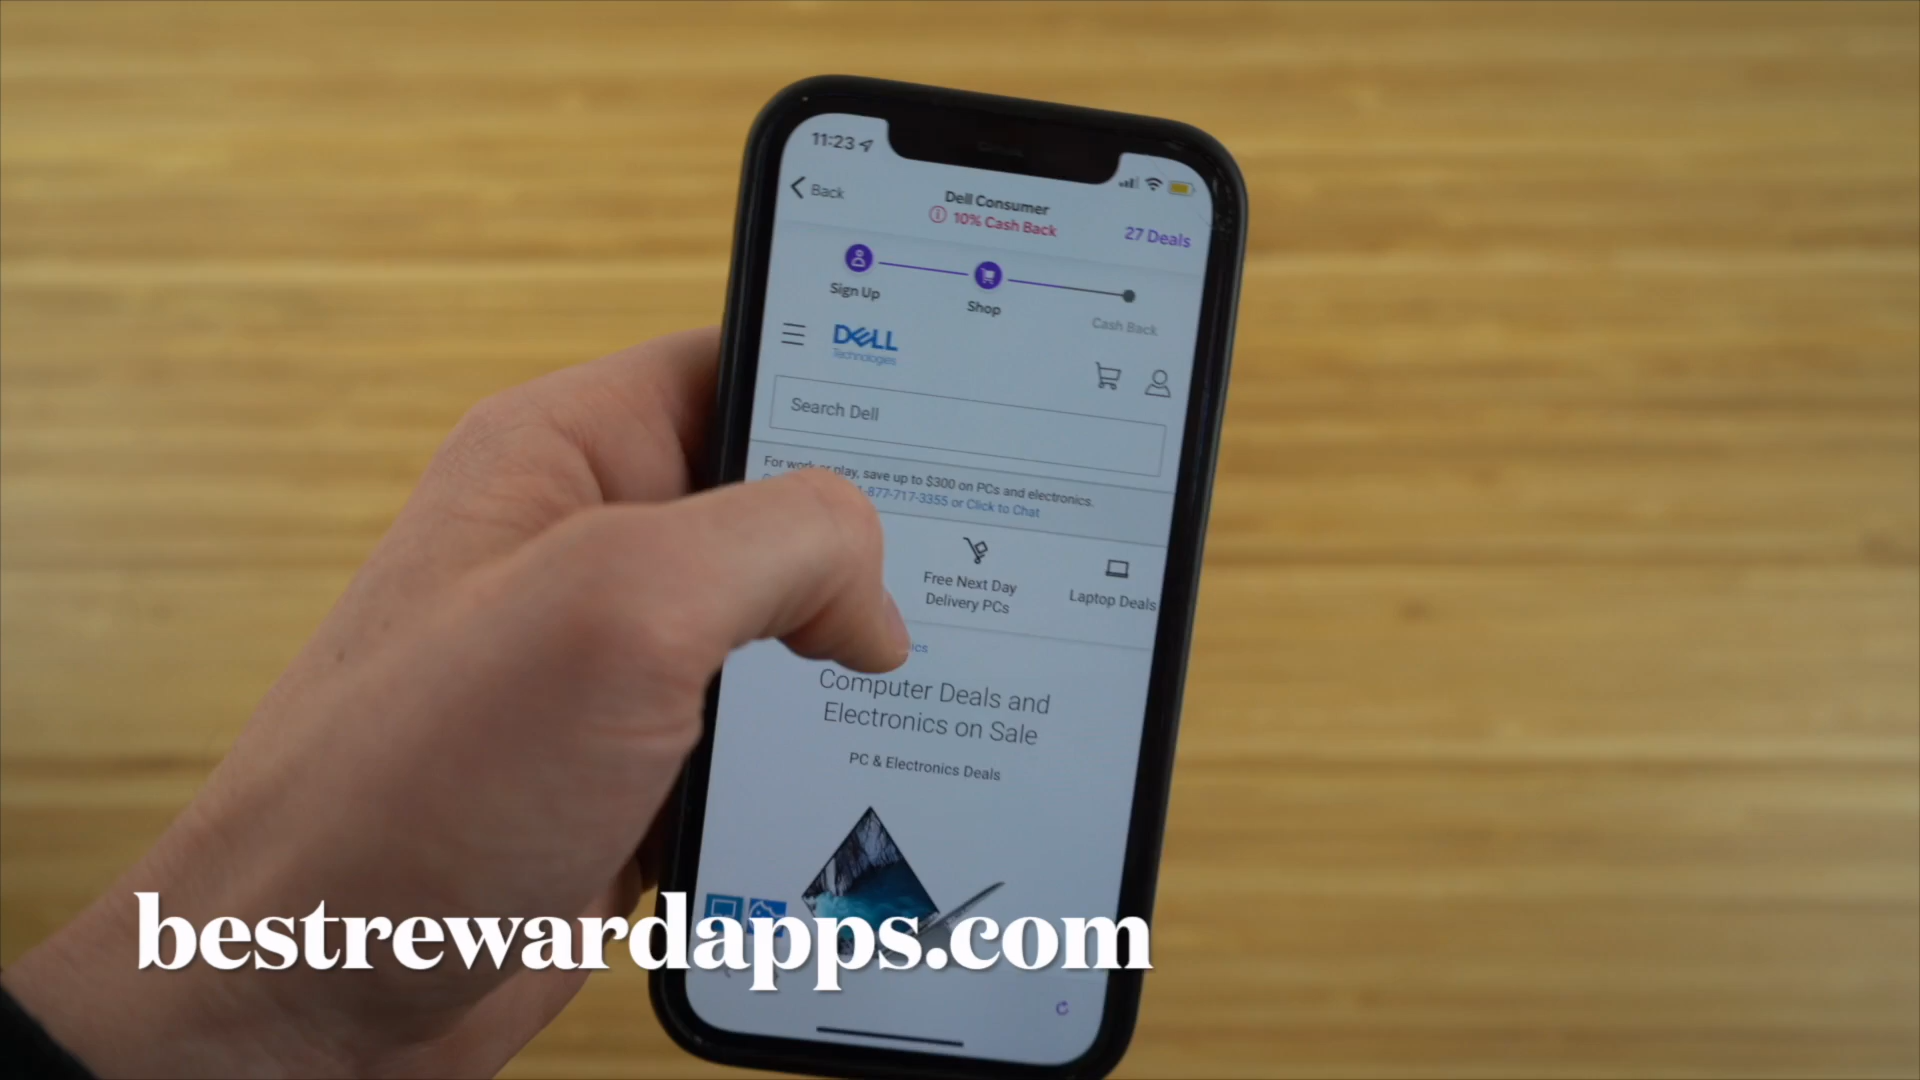 11:23
Back
Dell Consumer
10% Cash Back
27 Deals
Sign Up
Shop
Cash Back
DELL
Technologies
Search Dell
For work or play, save up to $300 on PCs and electronics.
1-877-717-3355 or Click to Chat
Free Next Day
Delivery PCs
Laptop Deals
Computer Deals and
Electronics on Sale
PC & Electronics Deals
bestrewardapps.com